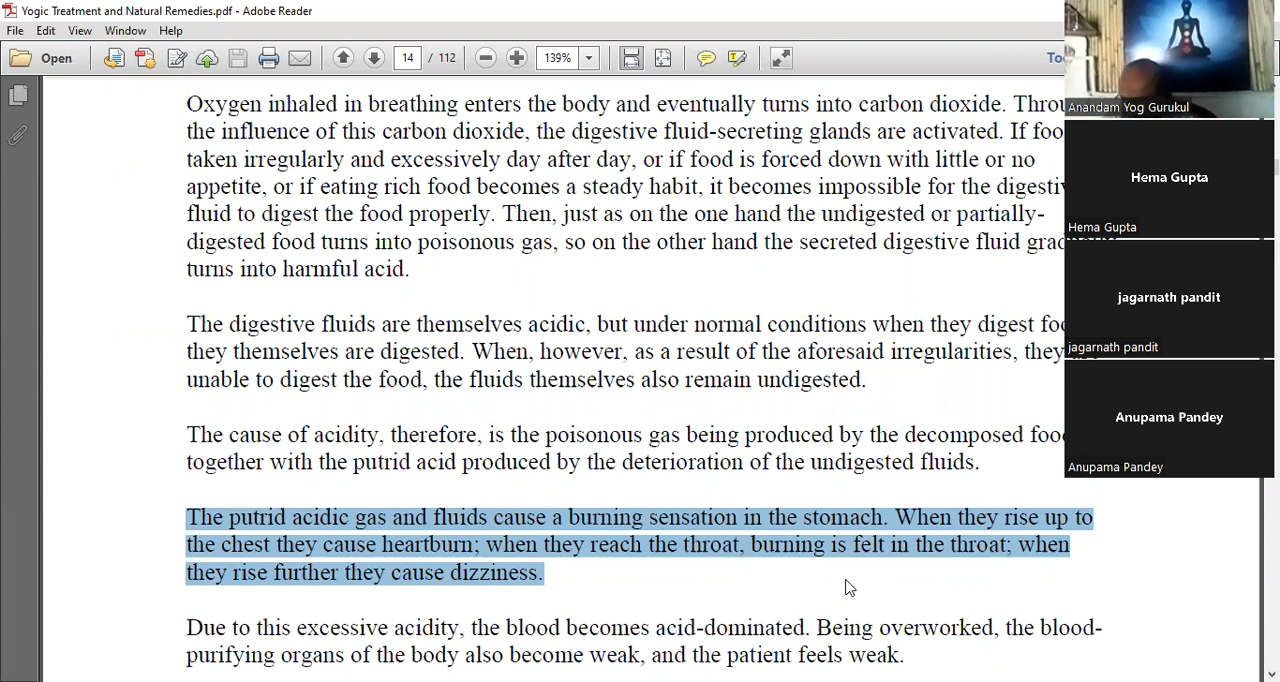 Yogic Treatment and Natural Remedies.pdf - Adobe Reader
File Edit View Window Help
Open 14 / 112 139%
Oxygen inhaled in breathing enters the body and eventually turns into carbon dioxide.
the influence of this carbon dioxide, the digestive fluid-secreting glands are activated. If
taken irregularly and excessively day after day, or if food is forced down with little or no
appetite, or if eating rich food becomes a steady habit, it becomes impossible for the
fluid to digest the food properly. Then, just as on the one hand the undigested or partially-
digested food turns into poisonous gas, so on the other hand the secreted digestive fluid
turns into harmful acid.
The digestive fluids are themselves acidic, but under normal conditions when they digest
they themselves are digested. When, however, as a result of the aforesaid irregularities, they
unable to digest the food, the fluids themselves also remain undigested.
The cause of acidity, therefore, is the poisonous gas being produced by the decomposed
together with the putrid acid produced by the deterioration of the undigested fluids.
The putrid acidic gas and fluids cause a burning sensation in the stomach. When they rise up to
the chest they cause heartburn; when they reach the throat, burning is felt in the throat; when
they rise further they cause dizziness.
Due to this excessive acidity, the blood becomes acid-dominated. Being overworked, the blood-
purifying organs of the body also become weak, and the patient feels weak.
Anandam Yog Gurukul
Hema Gupta
Hema Gupta
jagarnath pandit
jagarnath pandit
Anupama Pandey
Anupama Pandey